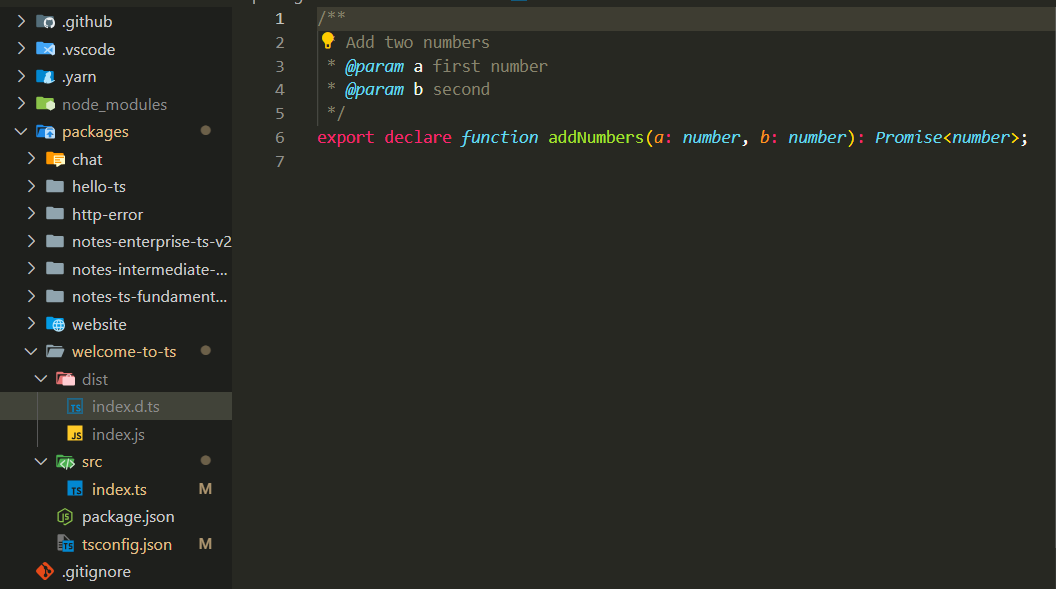 .github
.vscode
.yarn
node_modules
packages
chat
hello-ts
http-error
notes-enterprise-ts-v2
notes-intermediate-...
notes-ts-fundament...
website
welcome-to-ts
dist
index.d.ts
index.js
src
index.ts M
package.json
tsconfig.json M
.gitignore
1 /**
2 Add two numbers
3 * @param a first number
4 * @param b second
5 */
6 export declare function addNumbers(a: number, b: number): Promise<number>;
7